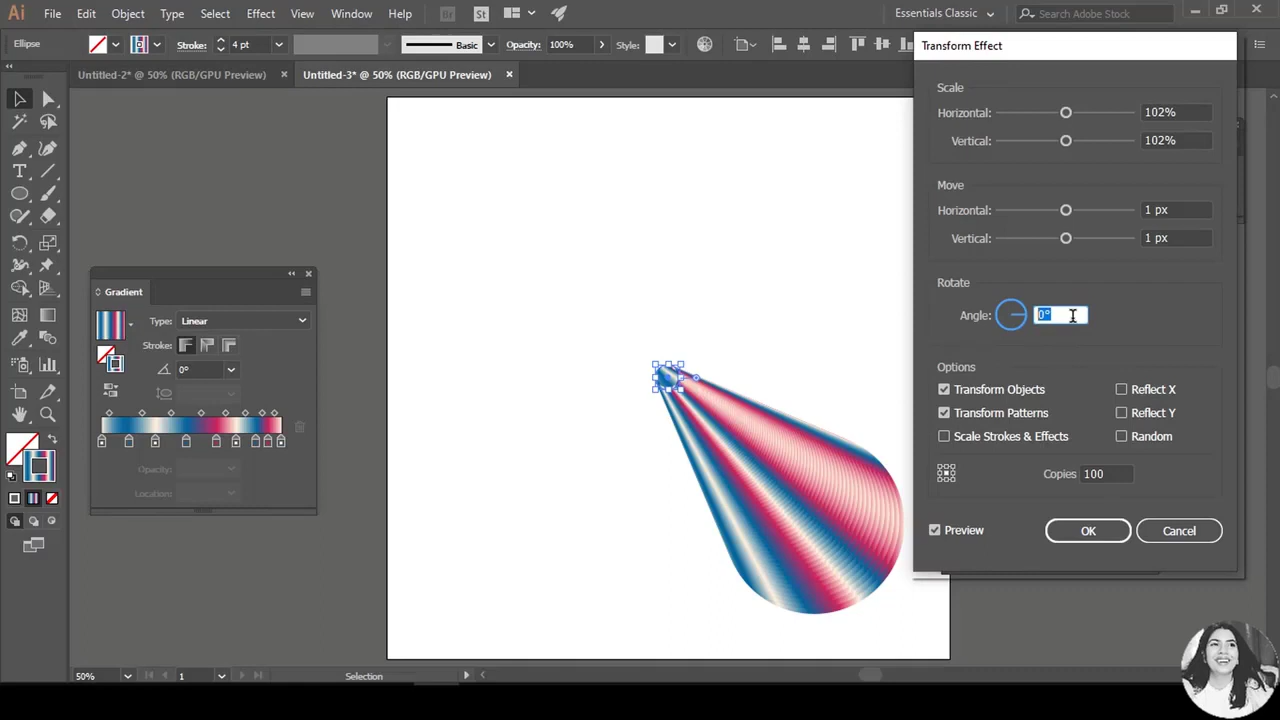 Ai File Edit Object Type Select Effect View Window Help Br St Essentials Classic Search Adobe Stock
Ellipse Stroke: 4 pt Basic Opacity: 100% Style:
Untitled-2* @ 50% (RGB/GPU Preview) Untitled-3* @ 50% (RGB/GPU Preview)
Gradient
Type: Linear
Stroke:
0°
Opacity:
Location:
50% 1 Selection
Transform Effect
Scale
Horizontal: 102%
Vertical: 102%
Move
Horizontal: 1 px
Vertical: 1 px
Rotate
Angle: 0°
Options
Transform Objects Reflect X
Transform Patterns Reflect Y
Scale Strokes & Effects Random
Copies 100
Preview OK Cancel